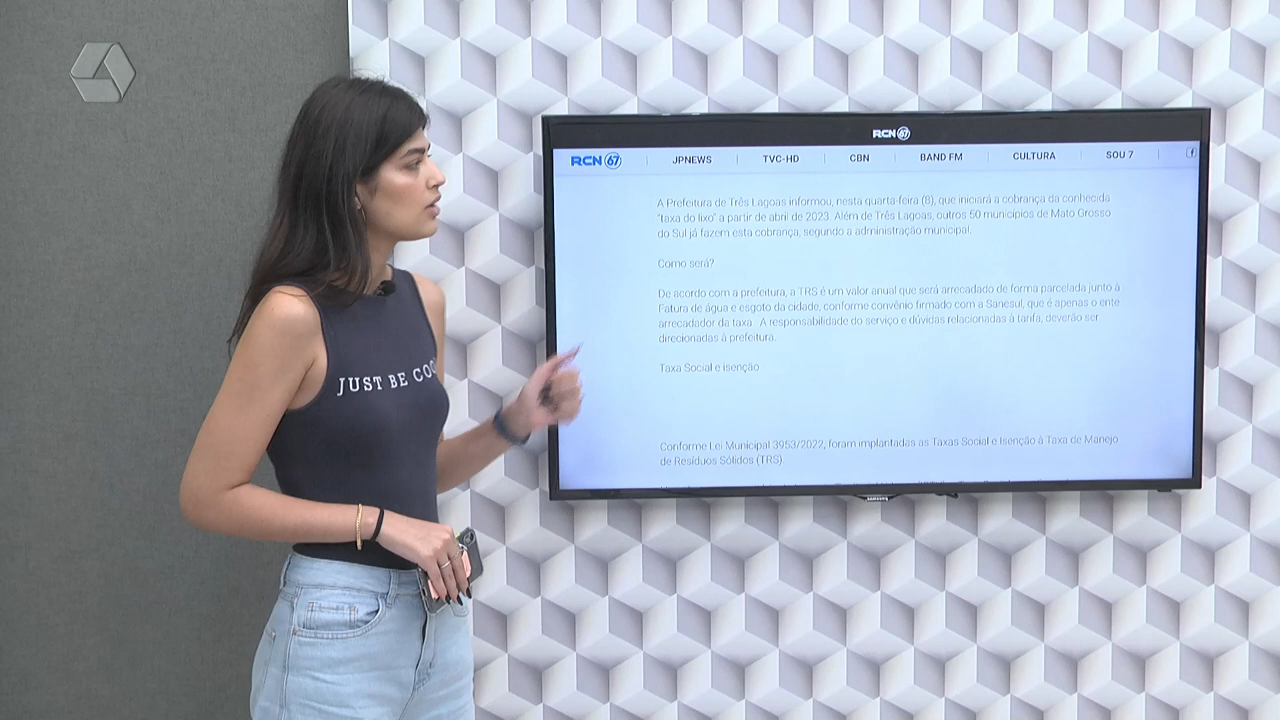 RCN 67
RCN 67 JPNEWS TVC-HD CBN BAND FM CULTURA SOU 7 f
A Prefeitura de Três Lagoas informou, nesta quarta-feira (8), que iniciará a cobrança da conhecida
"taxa do lixo" a partir de abril de 2023. Além de Três Lagoas, outros 50 municípios de Mato Grosso
do Sul já fazem esta cobrança, segundo a administração municipal.
Como será?
De acordo com a prefeitura, a TRS é um valor anual que será arrecadado de forma parcelada junto à
Fatura de água e esgoto da cidade, conforme convênio firmado com a Sanesul, que é apenas o ente
arrecadador da taxa. A responsabilidade do serviço e dúvidas relacionadas à tarifa, deverão ser
direcionadas à prefeitura.
JUST BE COO
Taxa Social e isenção
Conforme Lei Municipal 3953/2022, foram implantadas as Taxas Social e Isenção à Taxa de Manejo
de Resíduos Sólidos (TRS).
SAMSUNG